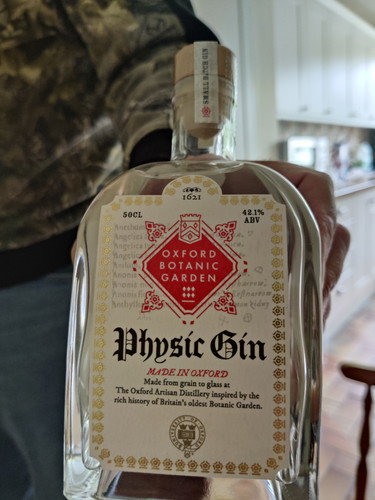 SMALL BATCH GIN
1621
50CL
42.1%
ABV
OXFORD
BOTANIC
GARDEN
Physic Gin
MADE IN OXFORD
Made from grain to glass at
The Oxford Artisan Distillery inspired by the
rich history of Britain's oldest Botanic Garden.